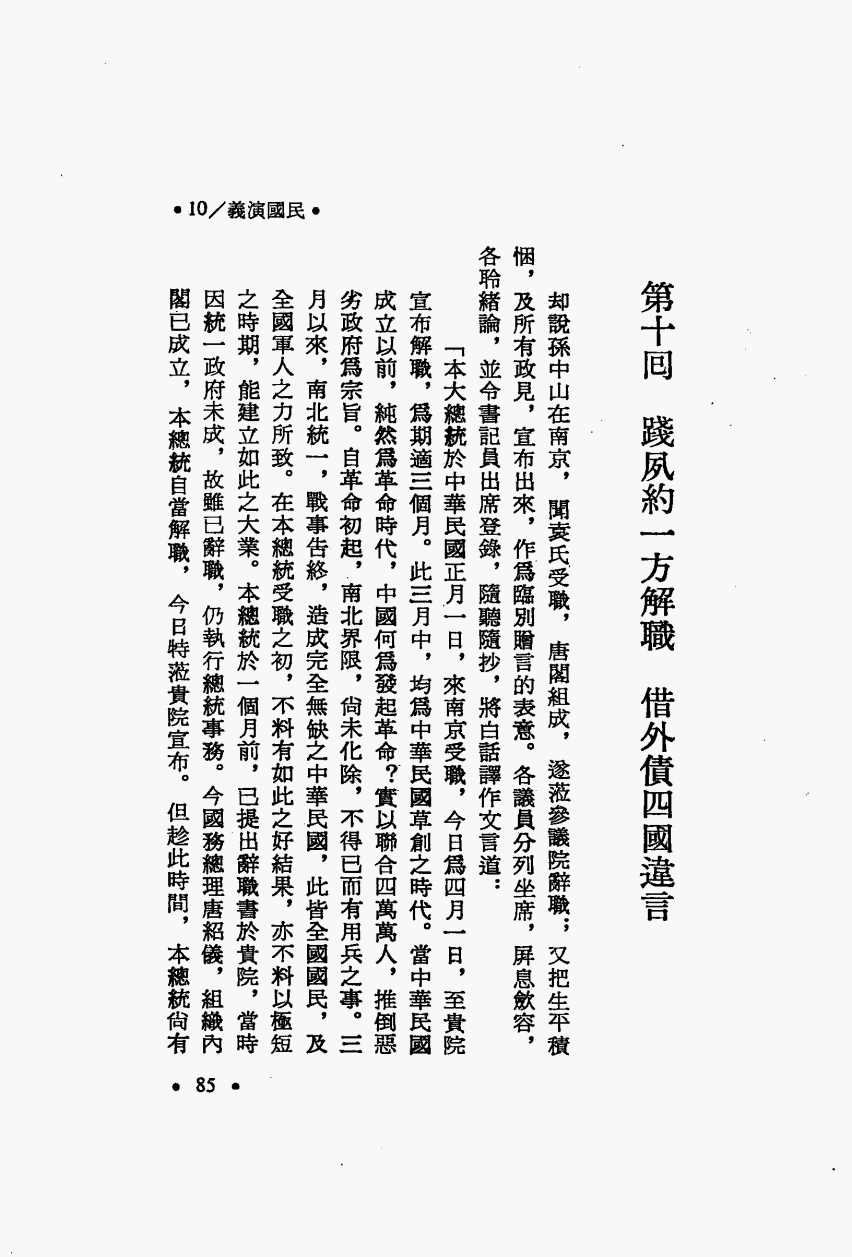 •10/義演國民•
第十回　踐夙約一方解職　借外債四國違言
却說孫中山在南京，聞袁氏受職，唐閣組成，遂蒞參議院辭職；又把生平積
悃，及所有政見，宣布出來，作爲臨別贈言的表意。各議員分列坐席，屏息斂容，
各聆緒論，並令書記員出席登錄，隨聽隨抄，將白話譯作文言道：
「本大總統於中華民國正月一日，來南京受職，今日爲四月一日，至貴院
宣布解職，爲期適三個月。此三月中，均爲中華民國草創之時代。當中華民國
成立以前，純然爲革命時代，中國何爲發起革命？實以聯合四萬萬人，推倒惡
劣政府爲宗旨。自革命初起，南北界限，尙未化除，不得已而有用兵之事。三
月以來，南北統一，戰事告終，造成完全無缺之中華民國，此皆全國國民，及
全國軍人之力所致。在本總統受職之初，不料有如此之好結果，亦不料以極短
之時期，能建立如此之大業。本總統於一個月前，已提出辭職書於貴院，當時
因統一政府未成，故雖已辭職，仍執行總統事務。今國務總理唐紹儀，組織內
閣已成立，本總統自當解職，今日特蒞貴院宣布。但趁此時間，本總統尙有
• 85 •